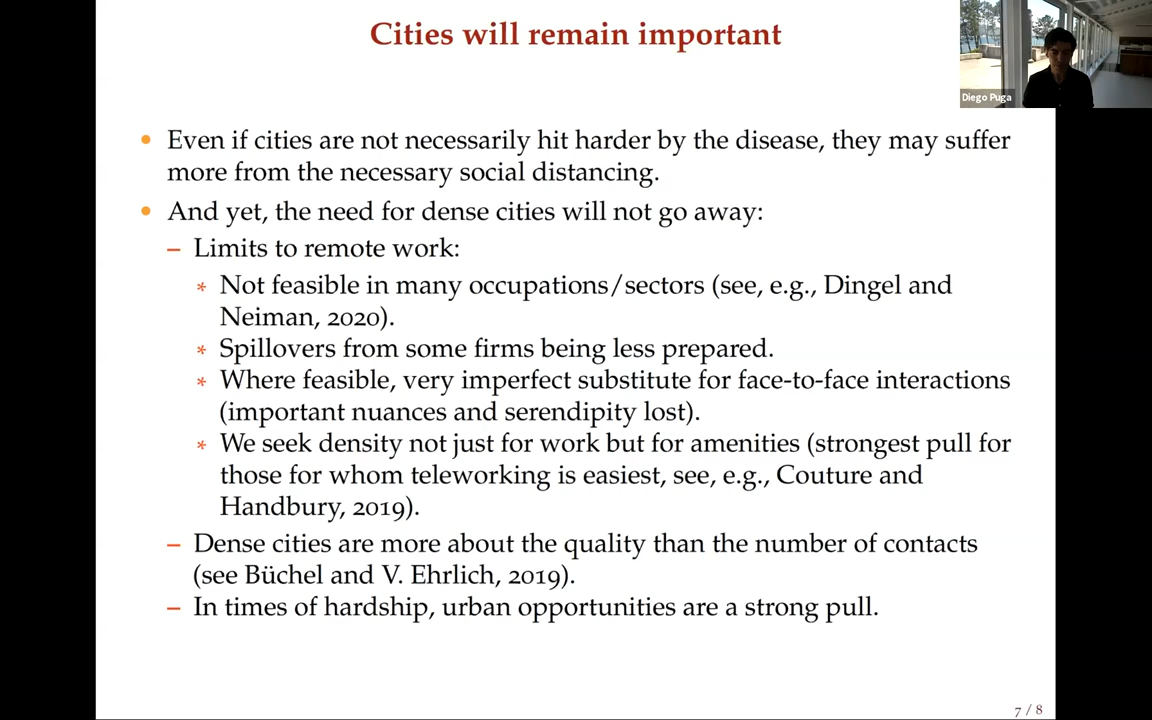 Cities will remain important
Diego Puga
• Even if cities are not necessarily hit harder by the disease, they may suffer
more from the necessary social distancing.
• And yet, the need for dense cities will not go away:
– Limits to remote work:
* Not feasible in many occupations/sectors (see, e.g., Dingel and
Neiman, 2020).
* Spillovers from some firms being less prepared.
* Where feasible, very imperfect substitute for face-to-face interactions
(important nuances and serendipity lost).
* We seek density not just for work but for amenities (strongest pull for
those for whom teleworking is easiest, see, e.g., Couture and
Handbury, 2019).
– Dense cities are more about the quality than the number of contacts
(see Büchel and V. Ehrlich, 2019).
– In times of hardship, urban opportunities are a strong pull.
7 / 8